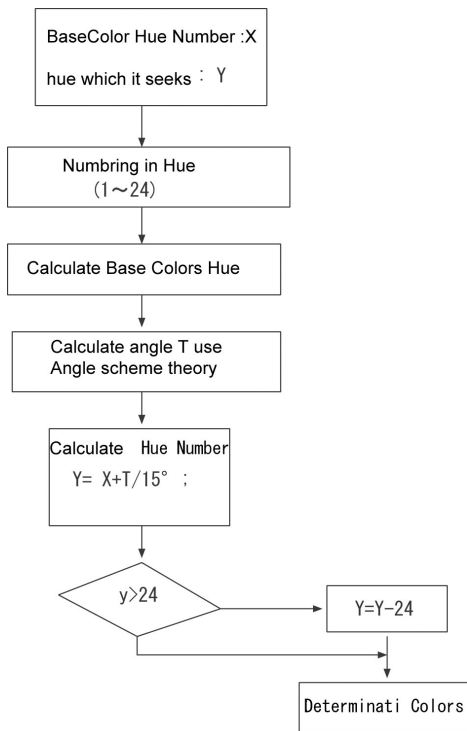 BaseColor Hue Number :X
hue which it seeks : Y
Numbring in Hue
(1～24)
Calculate Base Colors Hue
Calculate angle T use
Angle scheme theory
Calculate Hue Number
Y= X+T/15° ;
y>24
Y=Y-24
Determinati Colors